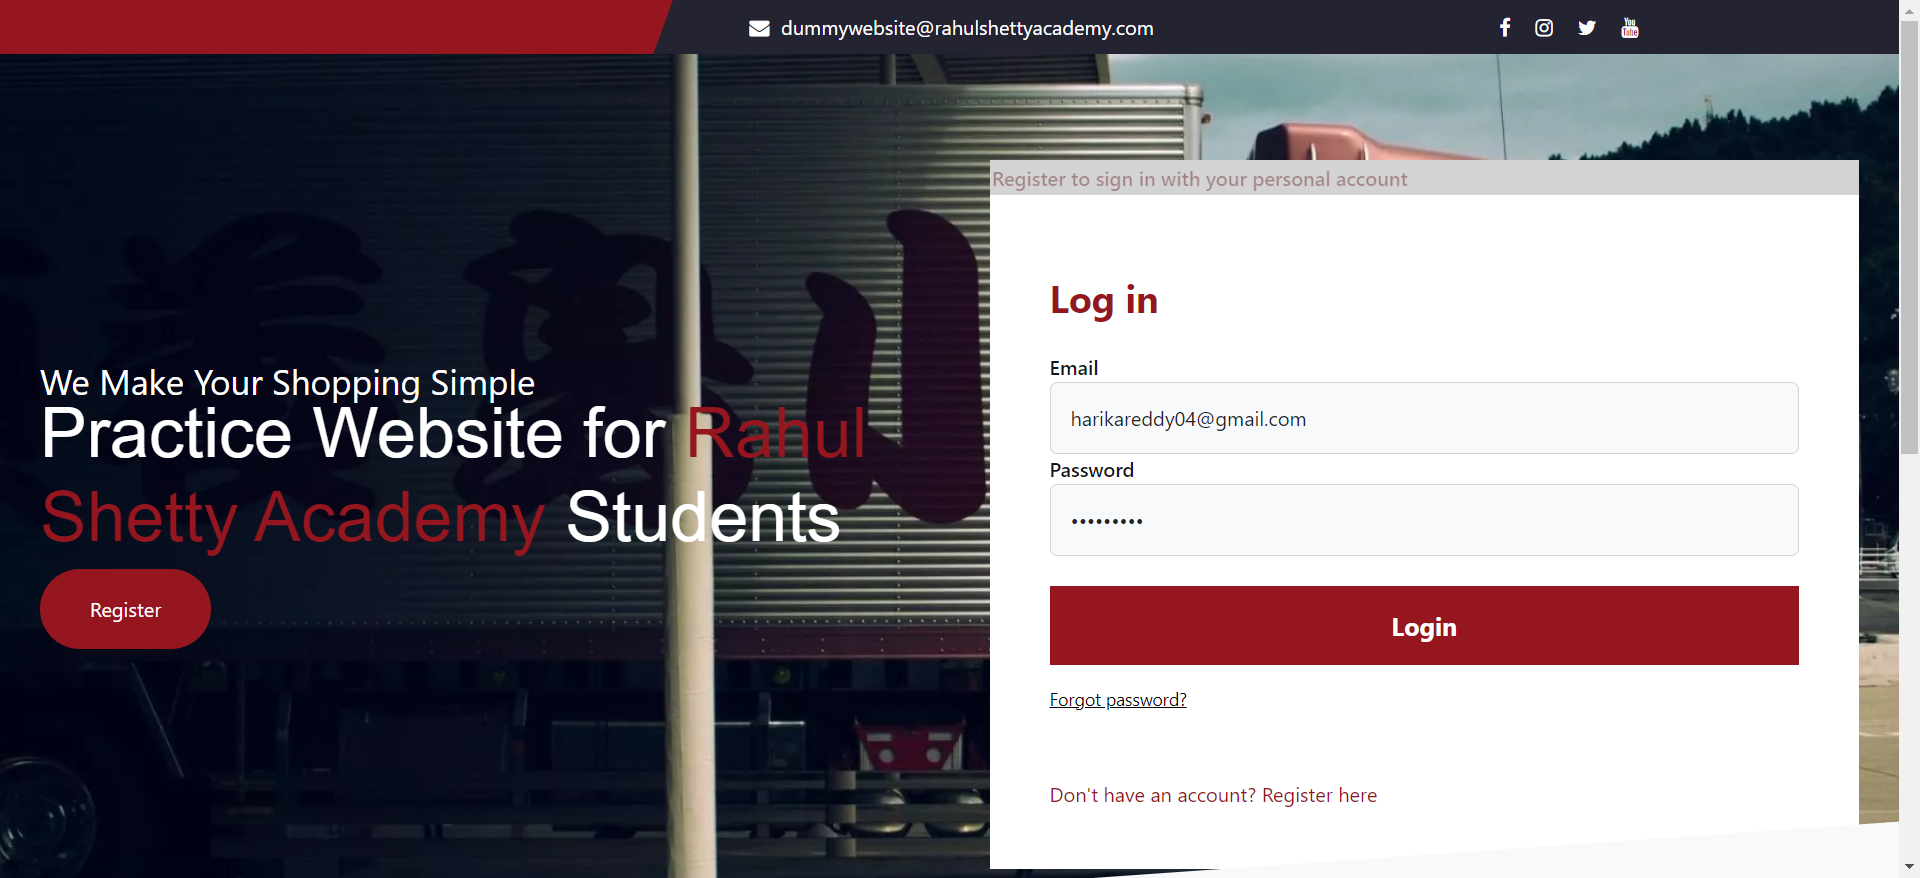 dummywebsite@rahulshettyacademy.com
We Make Your Shopping Simple
Practice Website for Rahul
Shetty Academy Students
Register
Register to sign in with your personal account
Log in
Email
harikareddy04@gmail.com
Password
•••••••••
Login
Forgot password?
Don't have an account? Register here